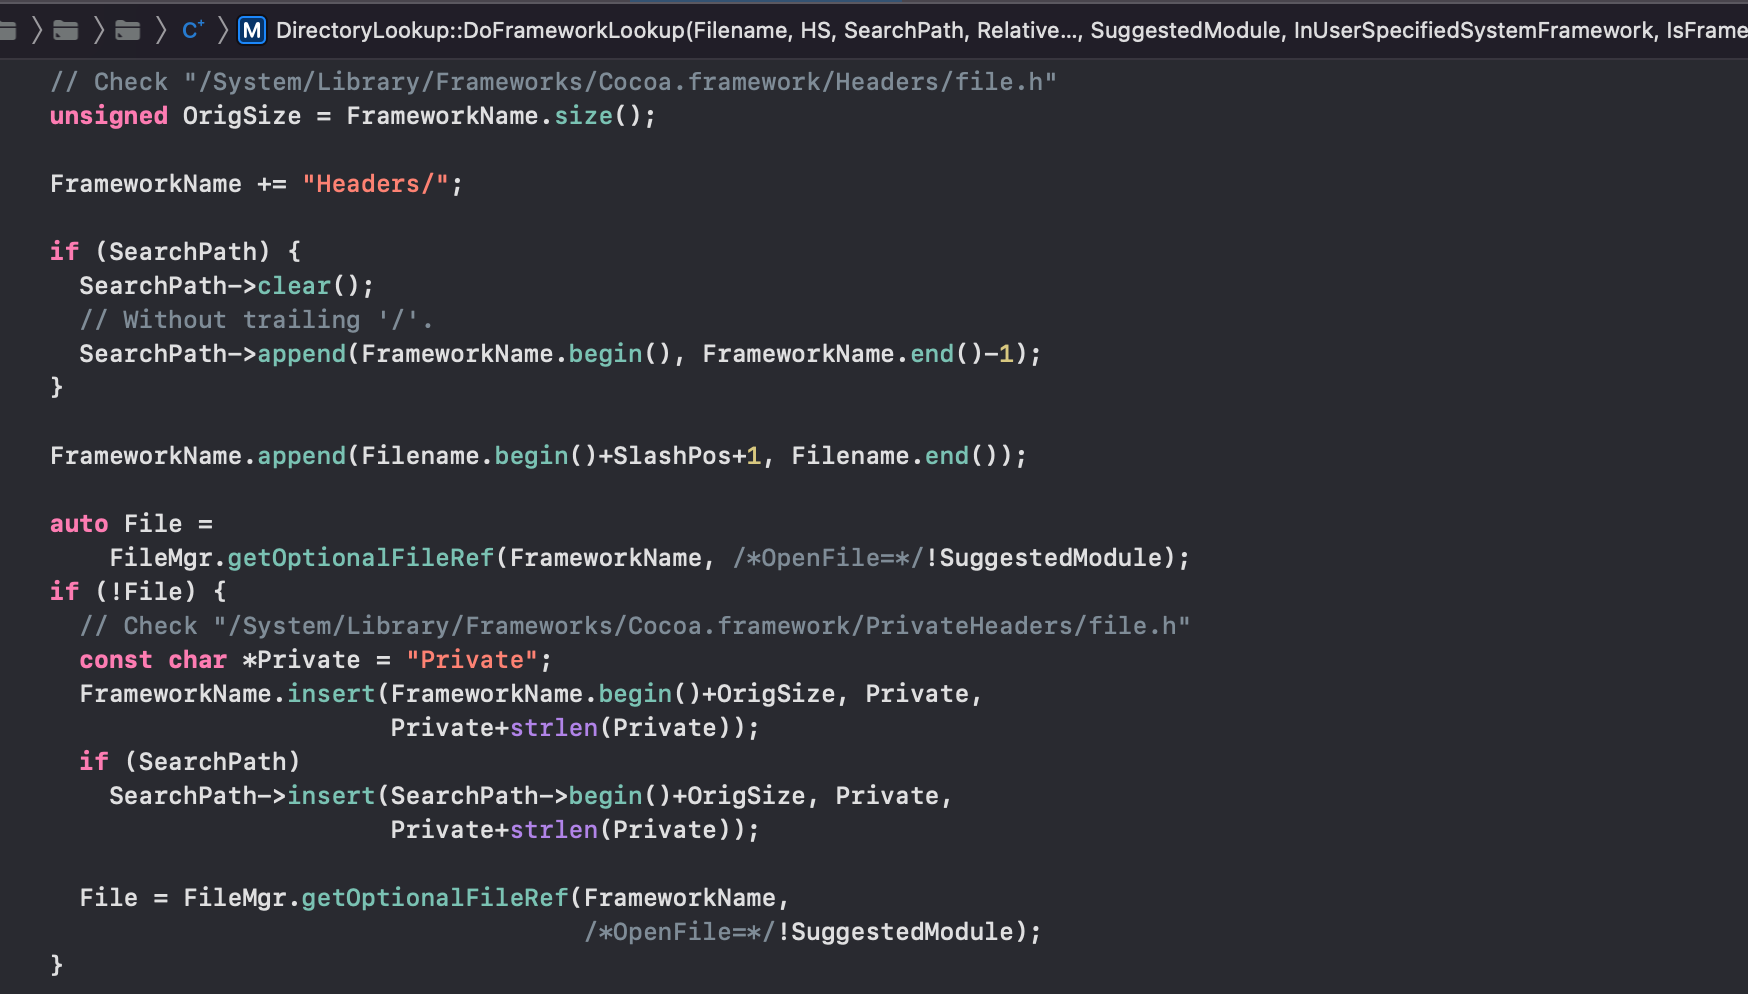 DirectoryLookup::DoFrameworkLookup(Filename, HS, SearchPath, Relative..., SuggestedModule, InUserSpecifiedSystemFramework, IsFrame
// Check "/System/Library/Frameworks/Cocoa.framework/Headers/file.h"
unsigned OrigSize = FrameworkName.size();
FrameworkName += "Headers/";
if (SearchPath) {
SearchPath->clear();
// Without trailing '/'.
SearchPath->append(FrameworkName.begin(), FrameworkName.end()-1);
}
FrameworkName.append(Filename.begin()+SlashPos+1, Filename.end());
auto File =
FileMgr.getOptionalFileRef(FrameworkName, /*OpenFile=*/!SuggestedModule);
if (!File) {
// Check "/System/Library/Frameworks/Cocoa.framework/PrivateHeaders/file.h"
const char *Private = "Private";
FrameworkName.insert(FrameworkName.begin()+OrigSize, Private,
Private+strlen(Private));
if (SearchPath)
SearchPath->insert(SearchPath->begin()+OrigSize, Private,
Private+strlen(Private));
File = FileMgr.getOptionalFileRef(FrameworkName,
/*OpenFile=*/!SuggestedModule);
}